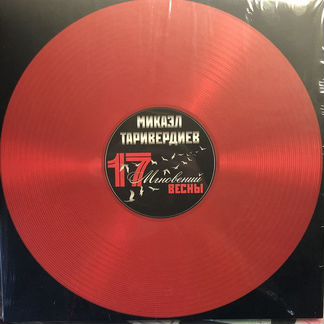 МИКАЭЛ
ТАРИВЕРДИЕВ
17
Мгновений
ВЕСНЫ